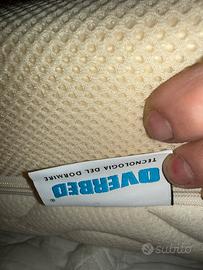 OVERBED®
TECNOLOGIA DEL DORMIRE
subito